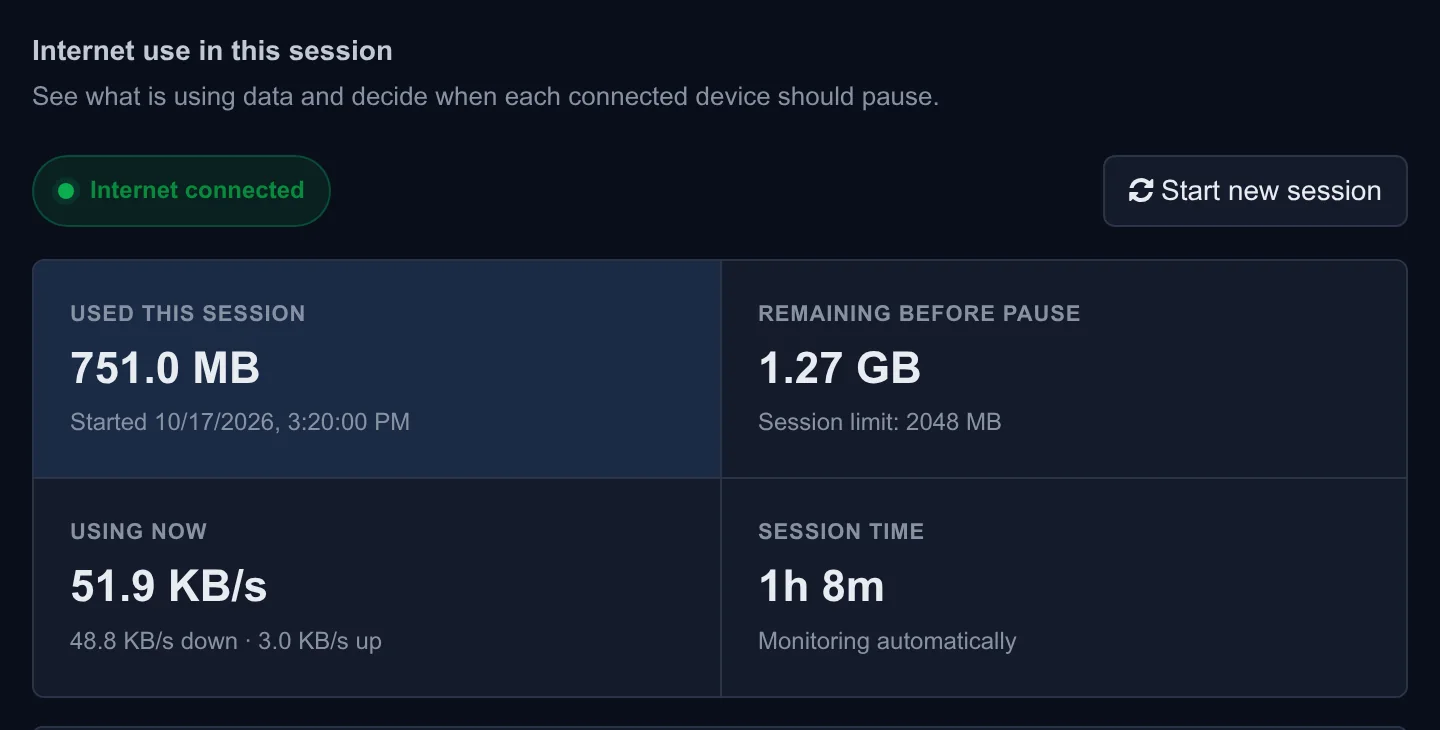 Internet use in this session
See what is using data and decide when each connected device should pause.
Internet connected
Start new session
USED THIS SESSION
751.0 MB
Started 10/17/2026, 3:20:00 PM
REMAINING BEFORE PAUSE
1.27 GB
Session limit: 2048 MB
USING NOW
51.9 KB/s
48.8 KB/s down · 3.0 KB/s up
SESSION TIME
1h 8m
Monitoring automatically